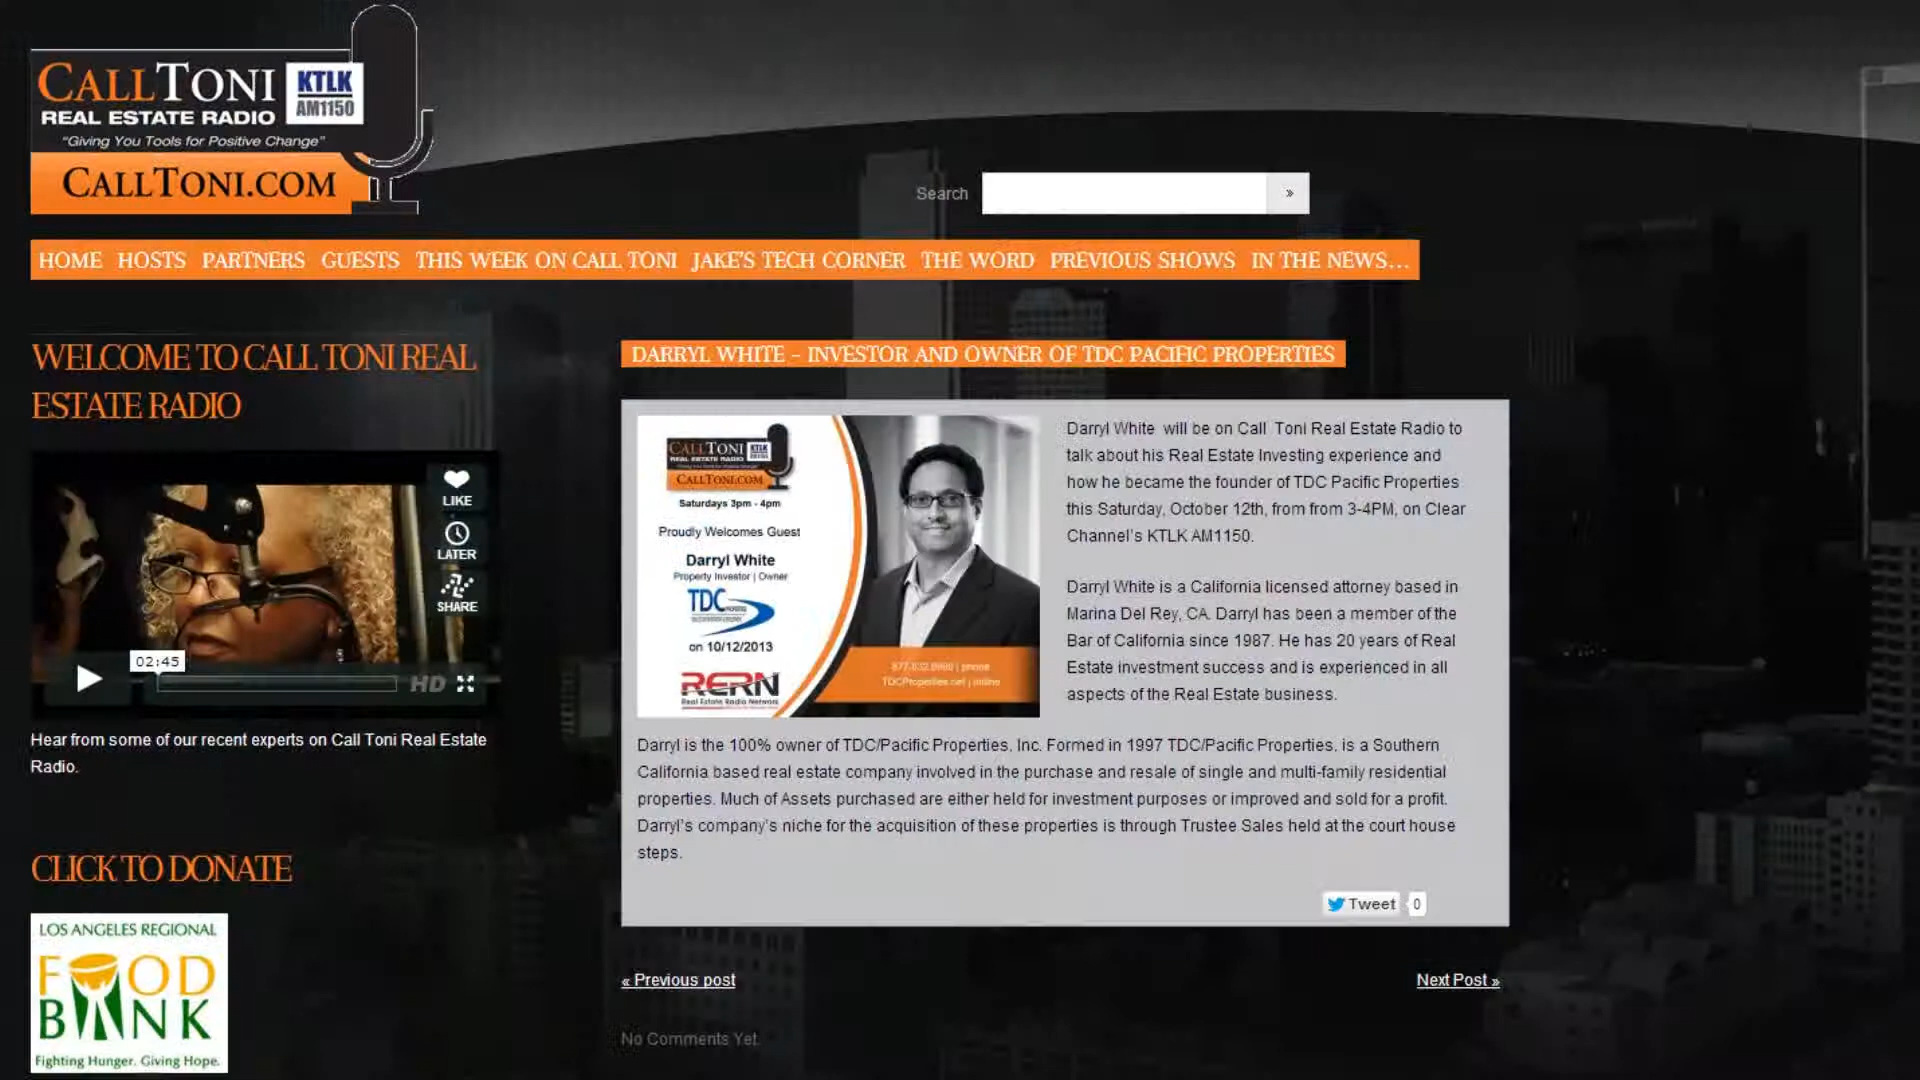 CALLTONI
KTLK
AM1150
REAL ESTATE RADIO
"Giving You Tools for Positive Change"
CALLTONI.COM
Search
»
HOME HOSTS PARTNERS GUESTS THIS WEEK ON CALL TONI JAKE'S TECH CORNER THE WORD PREVIOUS SHOWS IN THE NEWS...
WELCOME TO CALL TONI REAL
ESTATE RADIO
LIKE
LATER
SHARE
02:45
HD
Hear from some of our recent experts on Call Toni Real Estate
Radio.
CLICK TO DONATE
LOS ANGELES REGIONAL
FOOD
BANK
Fighting Hunger. Giving Hope.
DARRYL WHITE – INVESTOR AND OWNER OF TDC PACIFIC PROPERTIES
CALLTONI
KTLK
REAL ESTATE RADIO
CALLTONI.COM
Saturdays 3pm - 4pm
Proudly Welcomes Guest
Darryl White
Property Investor | Owner
TDC
on 10/12/2013
RERN
Real Estate Radio Network
TDCProperties.net | online
Darryl White  will be on Call  Toni Real Estate Radio to
talk about his Real Estate Investing experience and
how he became the founder of TDC Pacific Properties
this Saturday, October 12th, from from 3-4PM, on Clear
Channel's KTLK AM1150.
Darryl White is a California licensed attorney based in
Marina Del Rey, CA. Darryl has been a member of the
Bar of California since 1987. He has 20 years of Real
Estate investment success and is experienced in all
aspects of the Real Estate business.
Darryl is the 100% owner of TDC/Pacific Properties, Inc. Formed in 1997 TDC/Pacific Properties, is a Southern
California based real estate company involved in the purchase and resale of single and multi-family residential
properties. Much of Assets purchased are either held for investment purposes or improved and sold for a profit.
Darryl's company's niche for the acquisition of these properties is through Trustee Sales held at the court house
steps.
Tweet 0
« Previous post
Next Post »
No Comments Yet.